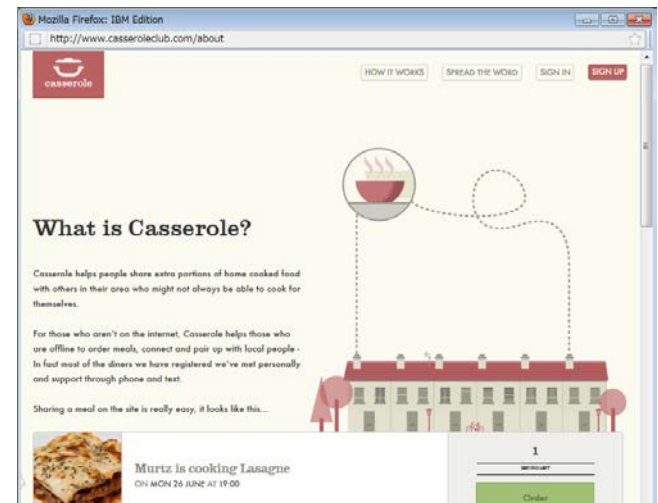 Mozilla Firefox: IBM Edition
http://www.casseroleclub.com/about
casserole
HOW IT WORKS
SPREAD THE WORD
SIGN IN
SIGN UP
What is Casserole?
Casserole helps people share extra portions of home cooked food
with others in their area who might not always be able to cook for
themselves.
For those who aren't on the internet, Casserole helps those who
are offline to order meals, connect and pair up with local people -
In fact most of the diners we have registered we've met personally
and support through phone and text.
Sharing a meal on the site is really easy, it looks like this...
Murtz is cooking Lasagne
ON MON 26 JUNE AT 19:00
1
Order